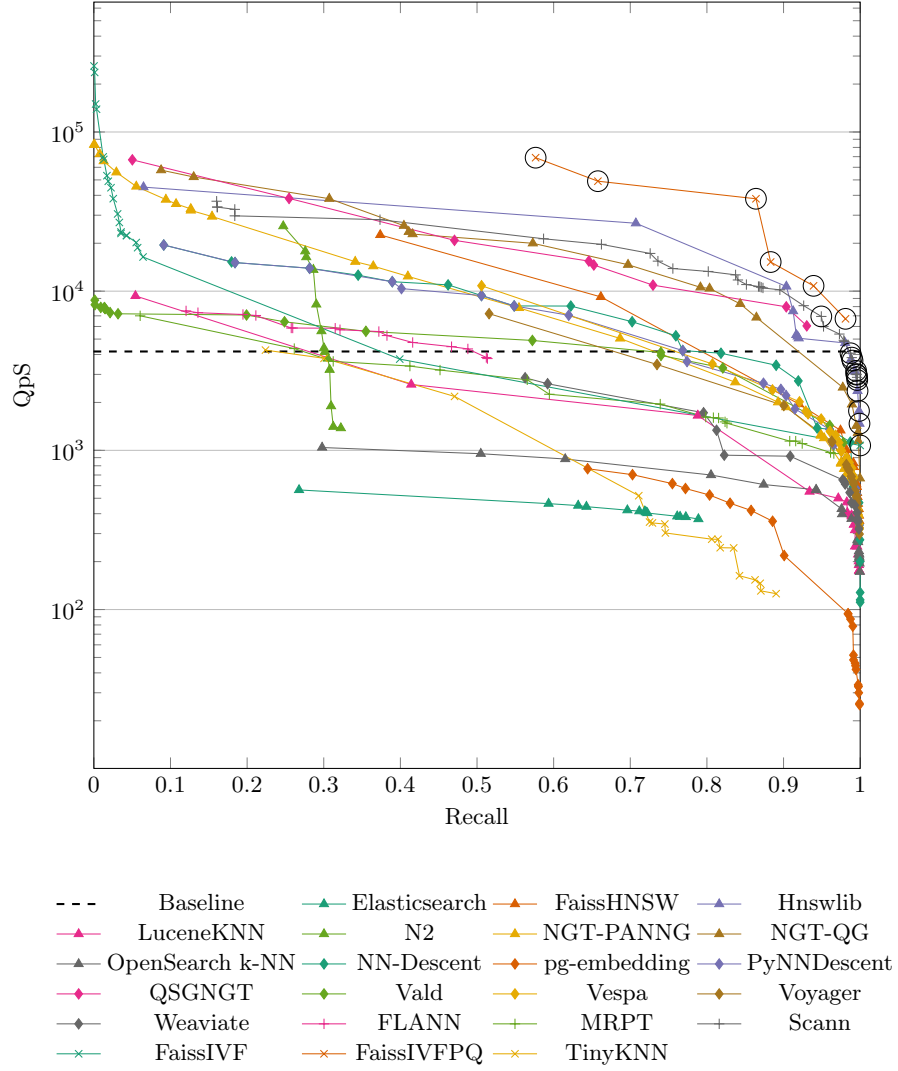 10^5
10^4
10^3
10^2
QpS
0 0.1 0.2 0.3 0.4 0.5 0.6 0.7 0.8 0.9 1
Recall
Baseline Elasticsearch FaissHNSW Hnswlib
LuceneKNN N2 NGT-PANNG NGT-QG
OpenSearch k-NN NN-Descent pg-embedding PyNNDescent
QSGNGT Vald Vespa Voyager
Weaviate FLANN MRPT Scann
FaissIVF FaissIVFPQ TinyKNN